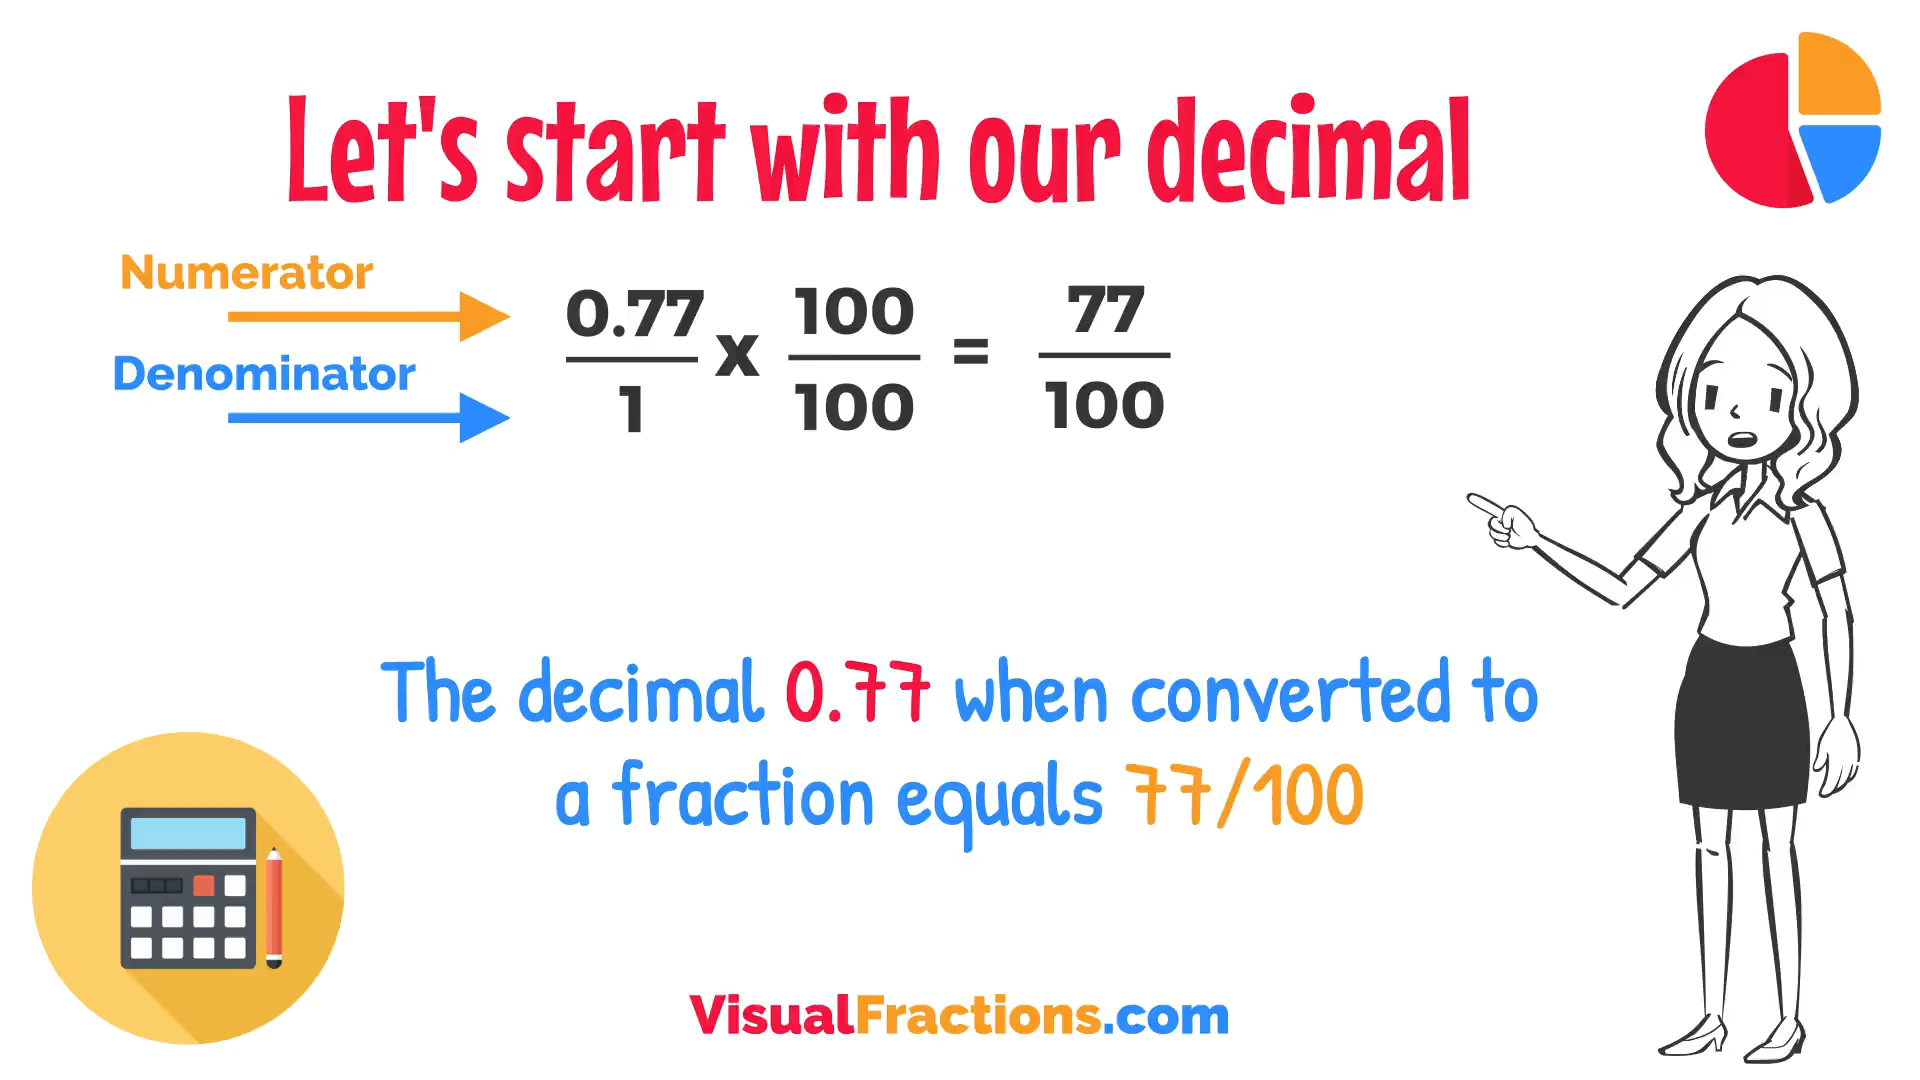 Let's start with our decimal
Numerator
Denominator
0.77 x 100 = 77
1 100 100
The decimal 0.77 when converted to
a fraction equals 77/100
VisualFractions.com